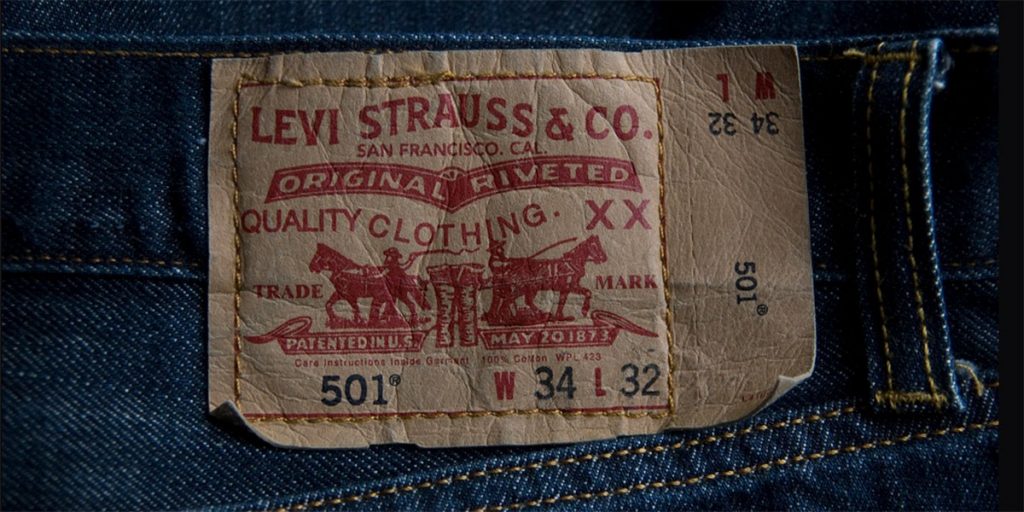 LEVI STRAUSS & CO.
SAN FRANCISCO. CAL.
ORIGINAL RIVETED
QUALITY CLOTHING. XX
TRADE MARK
PATENTED IN U.S. MAY 20 1873
Care Instructions Inside Garment 100% Cotton WPL 423
501® W 34 L 32
W L
34 32
501®